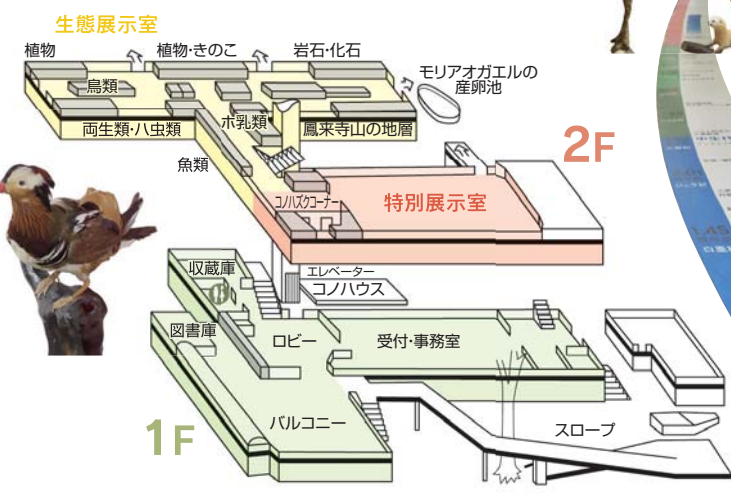 生態展示室
植物
植物・きのこ
岩石・化石
モリアオガエルの
産卵池
鳥類
両生類・ハ虫類
ホ乳類
鳳来寺山の地層
魚類
2F
コノハズクコーナー
特別展示室
収蔵庫
エレベーター
コノハウス
図書庫
ロビー
受付・事務室
バルコニー
1F
スロープ